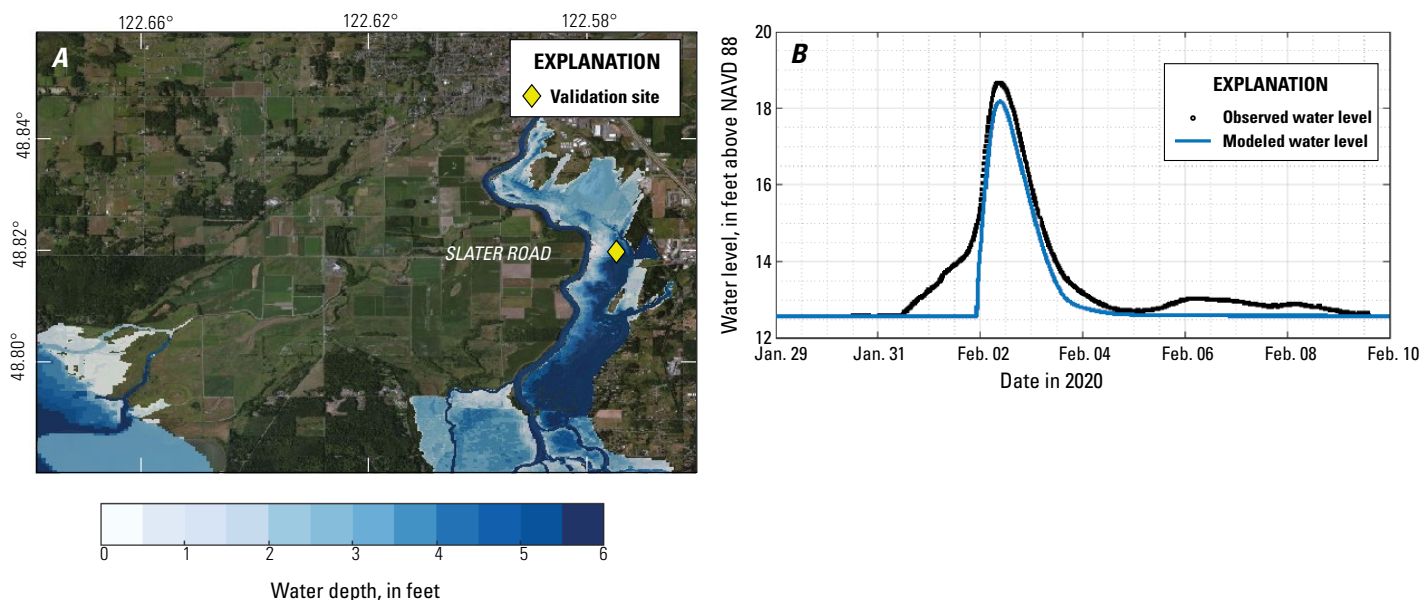 122.66°
122.62°
122.58°
A
EXPLANATION
Validation site
48.84°
48.82°
SLATER ROAD
48.80°
0
1
2
3
4
5
6
Water depth, in feet
B
Water level, in feet above NAVD 88
20
18
16
14
12
EXPLANATION
Observed water level
Modeled water level
Jan. 29
Jan. 31
Feb. 02
Feb. 04
Feb. 06
Feb. 08
Feb. 10
Date in 2020